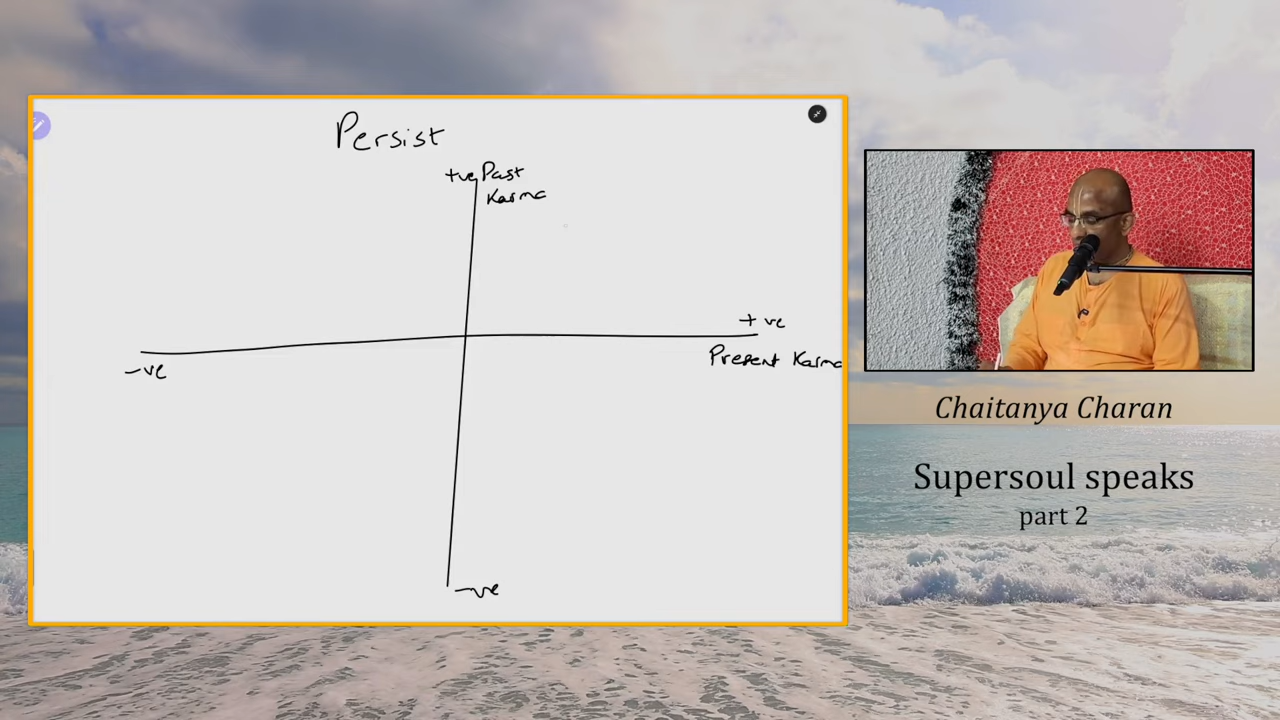 Persist
+ve Past
Karma
+ ve
Present Karma
-ve
-ve
Chaitanya Charan
Supersoul speaks
part 2